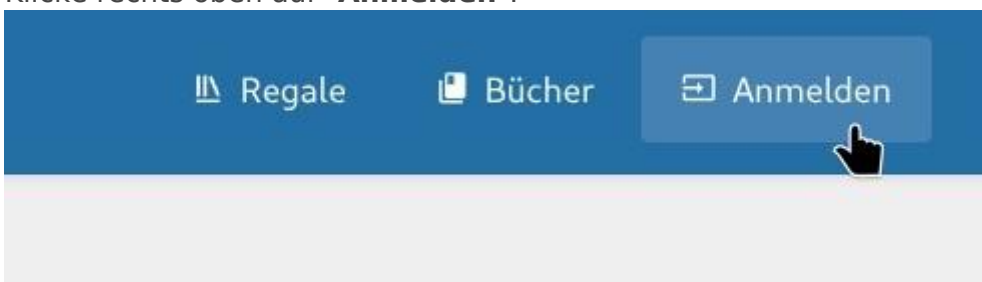 Klicke rechts oben auf "Anmelden".
Regale Bücher Anmelden